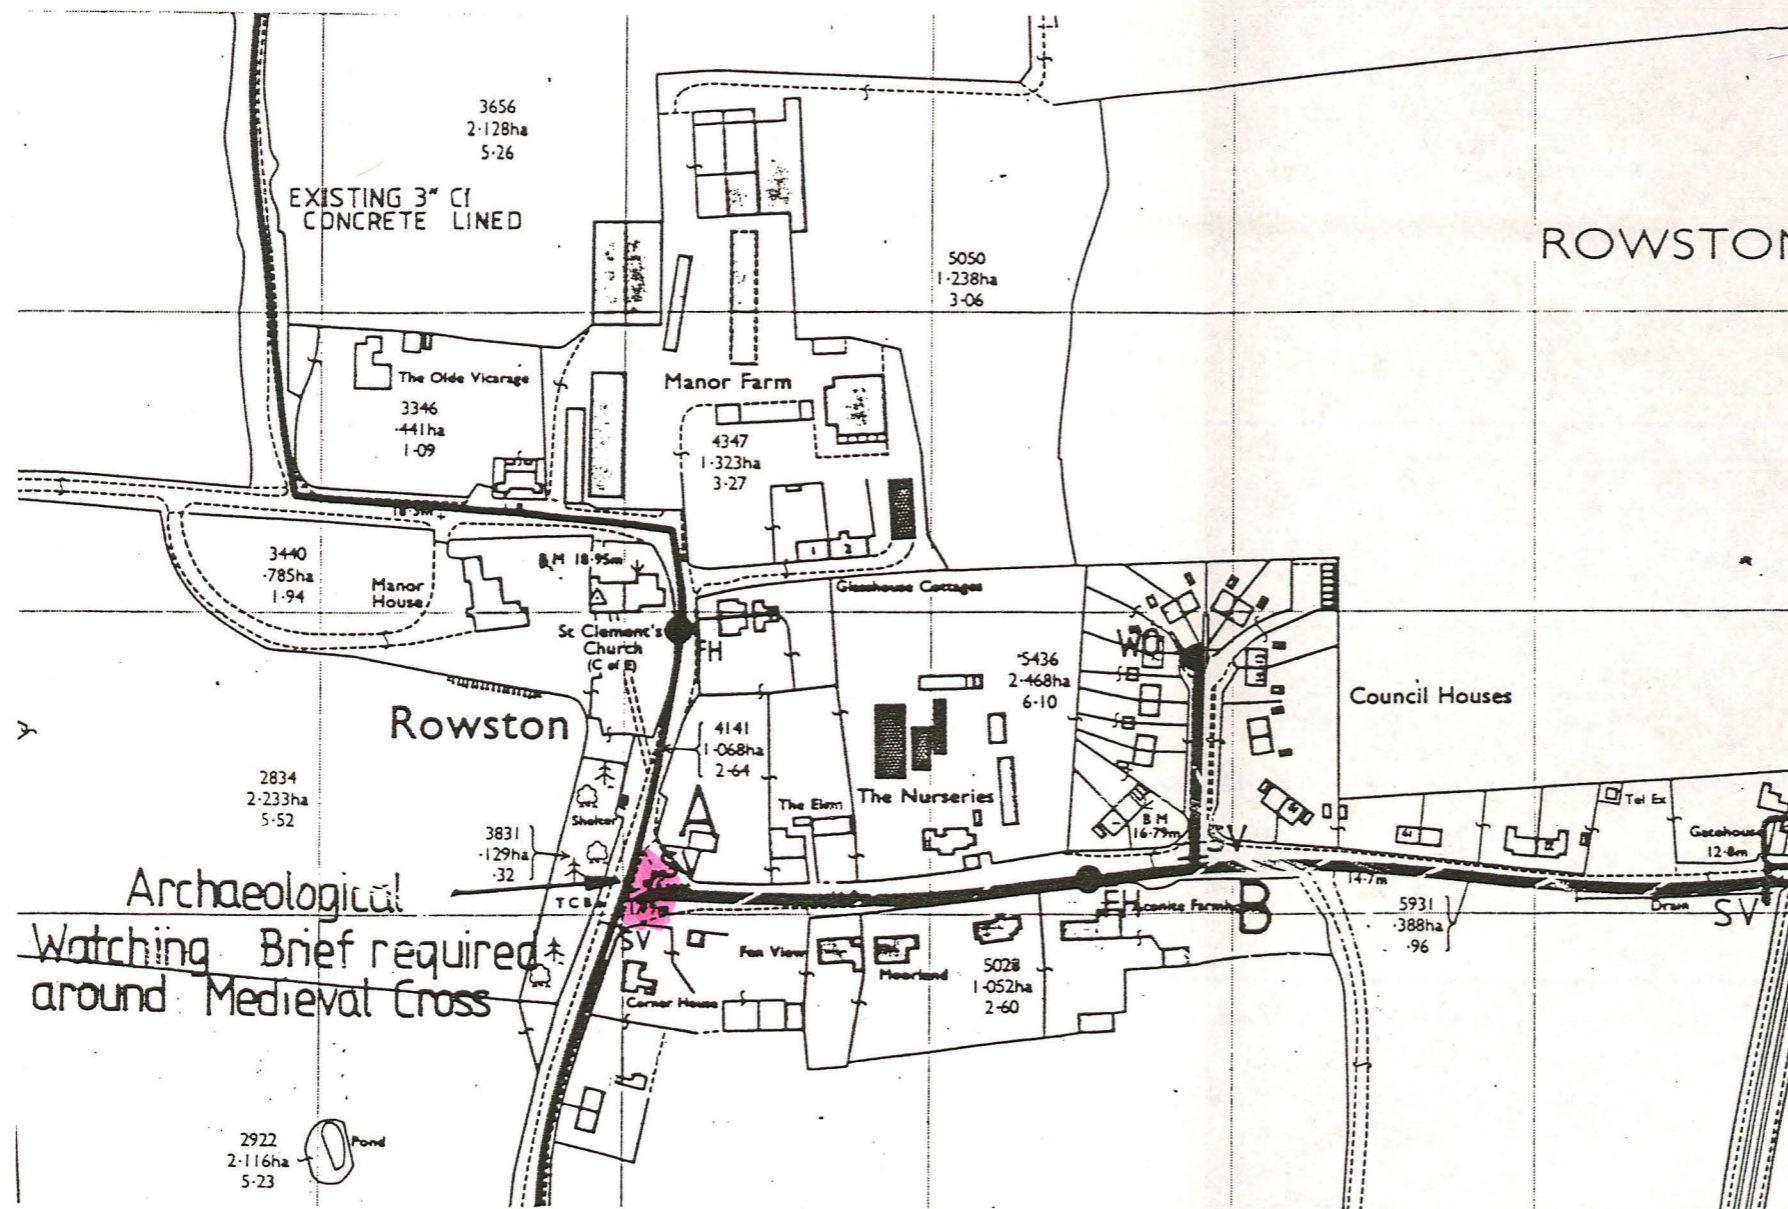 3656
2·128ha
5·26
EXISTING 3" CI
CONCRETE LINED
ROWSTON
5050
1·238ha
3·06
The Olde Vicarage
3346
·441ha
1·09
Manor Farm
4347
1·323ha
3·27
18·5m
1
2
3440
·785ha
1·94
Manor
House
B M 18·95m
Glasshouse Cottages
St Clement's
Church
(C of E)
FH
WO
5436
2·468ha
6·10
Council Houses
Rowston
4141
1·068ha
2·64
2834
2·233ha
5·52
A
The Elem
The Nurseries
Shelter
3831
·129ha
·32
B M
16·79m
Tel Ex
Gatehouse
12·8m
Archaeological
Watching Brief required
around Medieval Cross
T C B
SV
14·7m
FH
B
5931
·388ha
·96
Drain
SV
Fen View
Moorland
5028
1·052ha
2·60
Corner House
2922
2·116ha
5·23
Pond